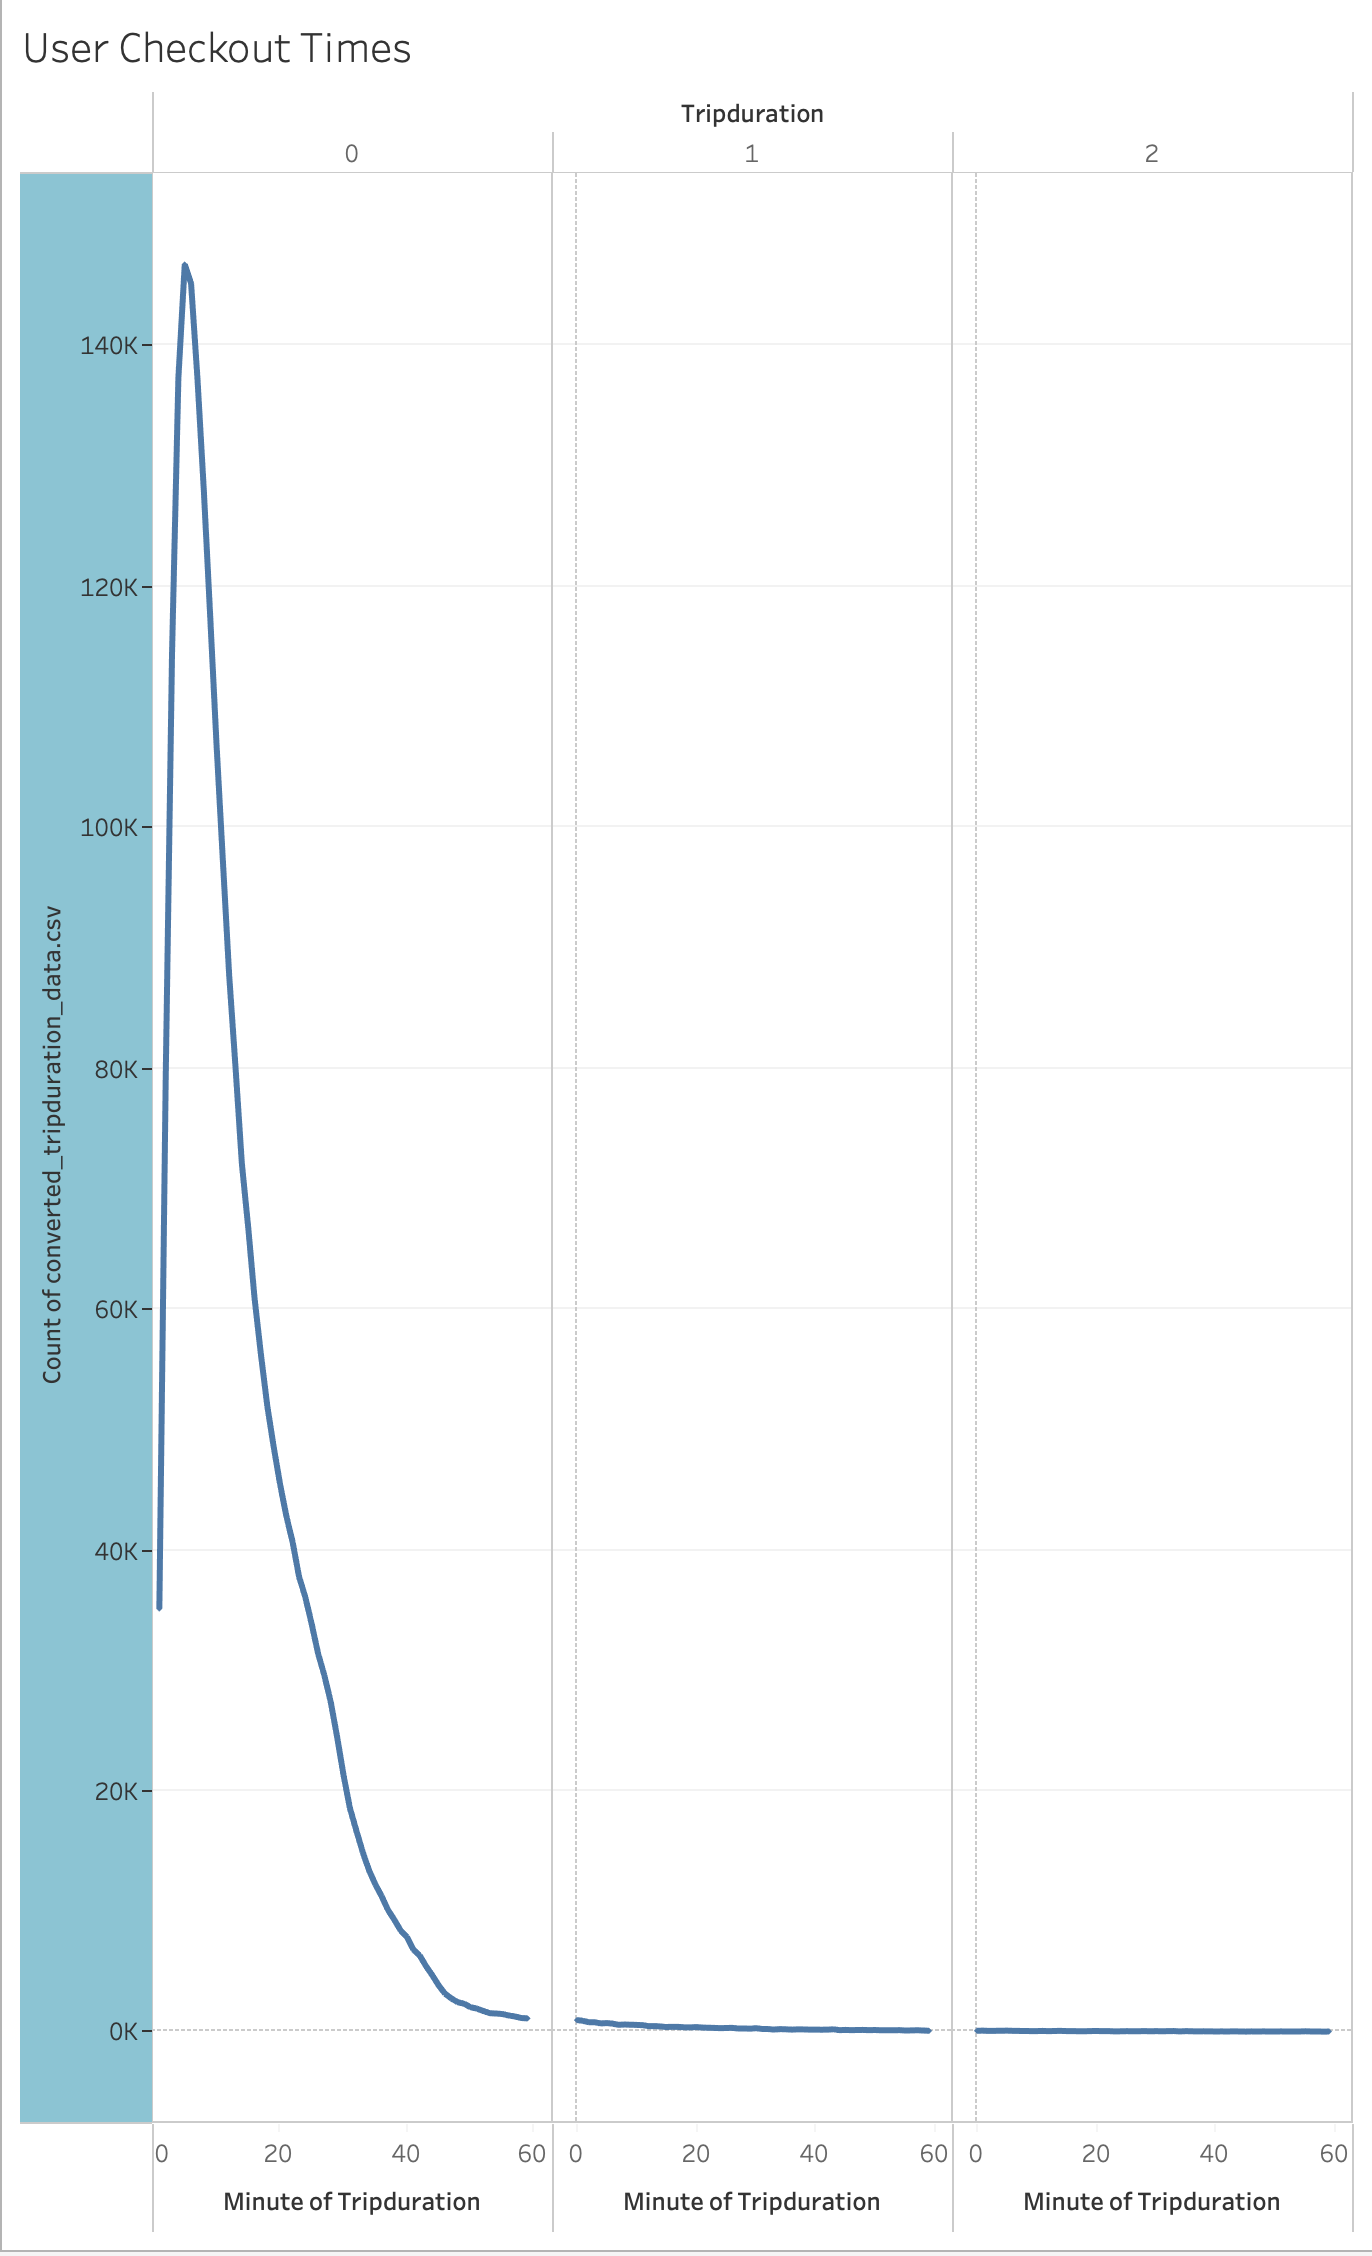 User Checkout Times
Tripduration
0 1 2
140K
120K
100K
80K
60K
40K
20K
0K
Count of converted_tripduration_data.csv
0 20 40 60 0 20 40 60 0 20 40 60
Minute of Tripduration Minute of Tripduration Minute of Tripduration